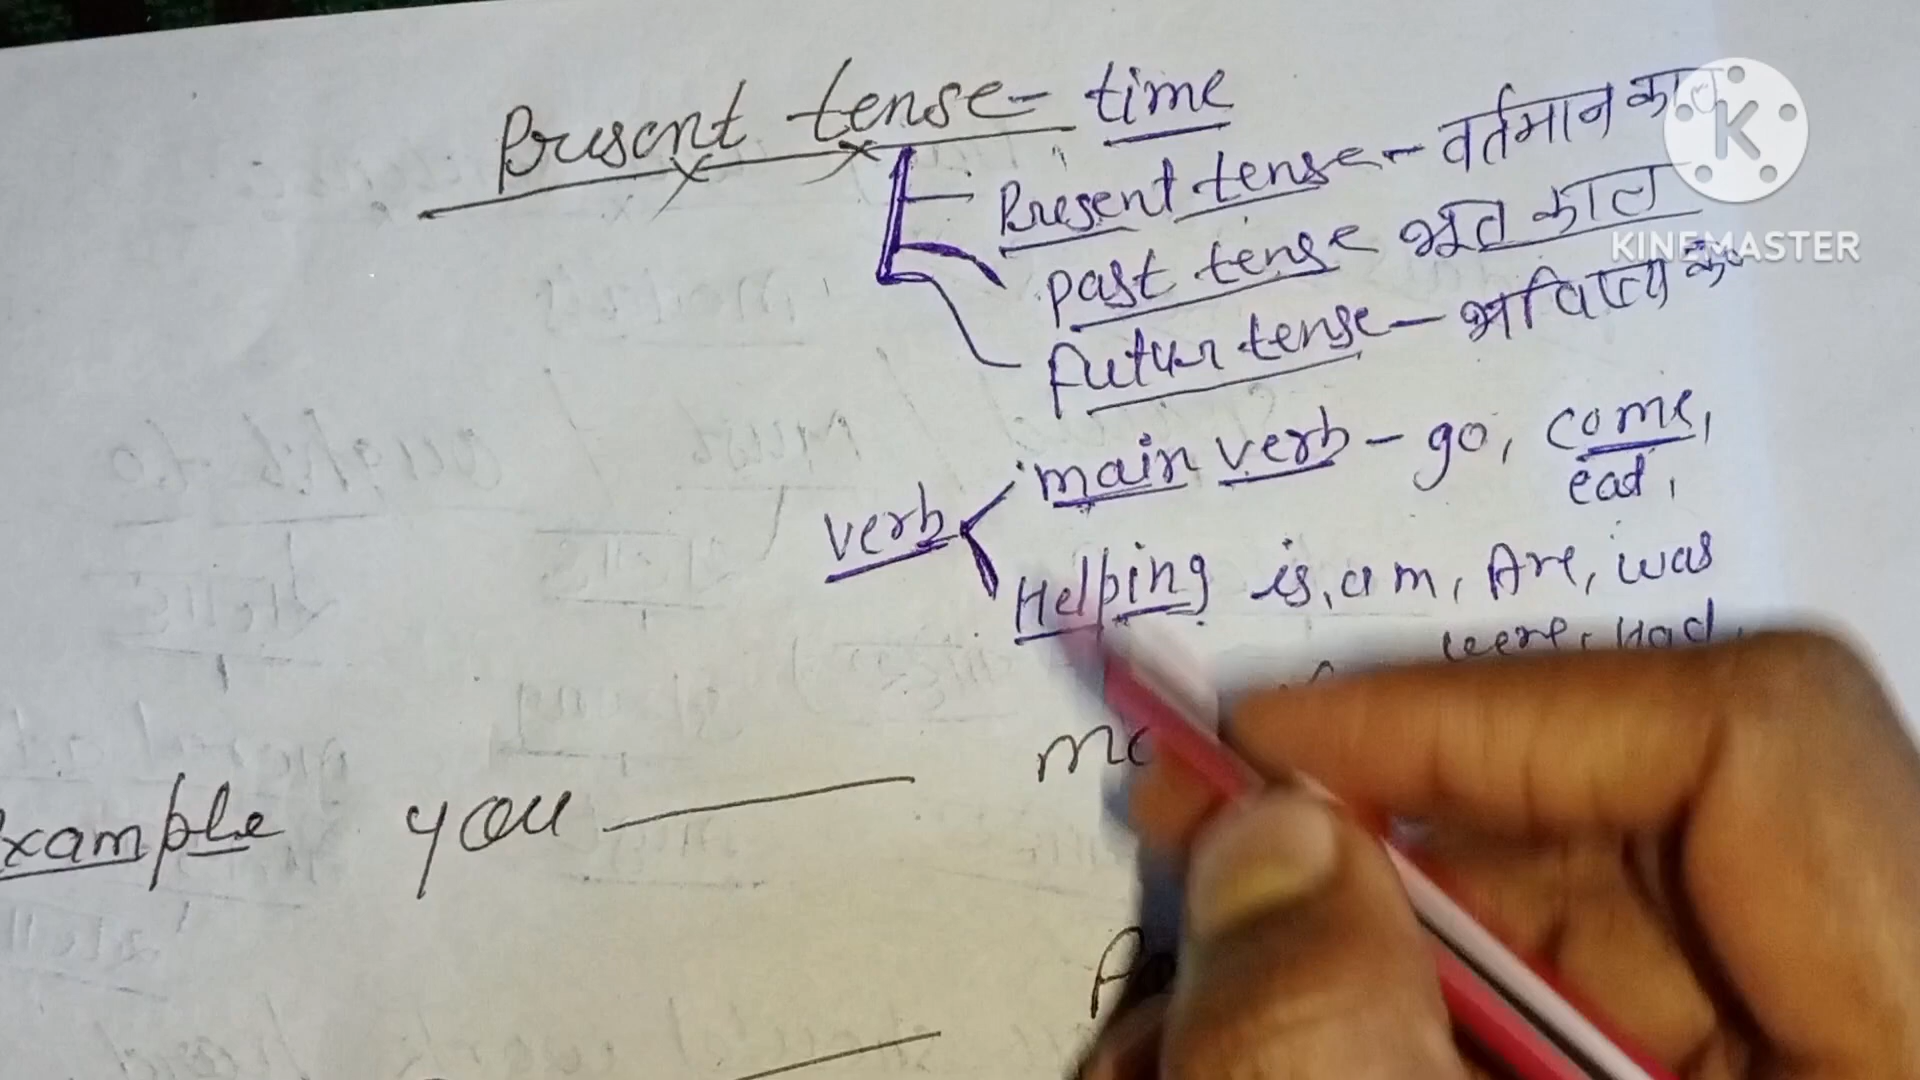 Present tense - time
Present tense - वर्तमान काल
Past tense भूत काल
Futur tense - भविष्य
KINEMASTER
main verb - go, come,
eat,
verb
Helping is, am, Are, was
were, Had,
Example you